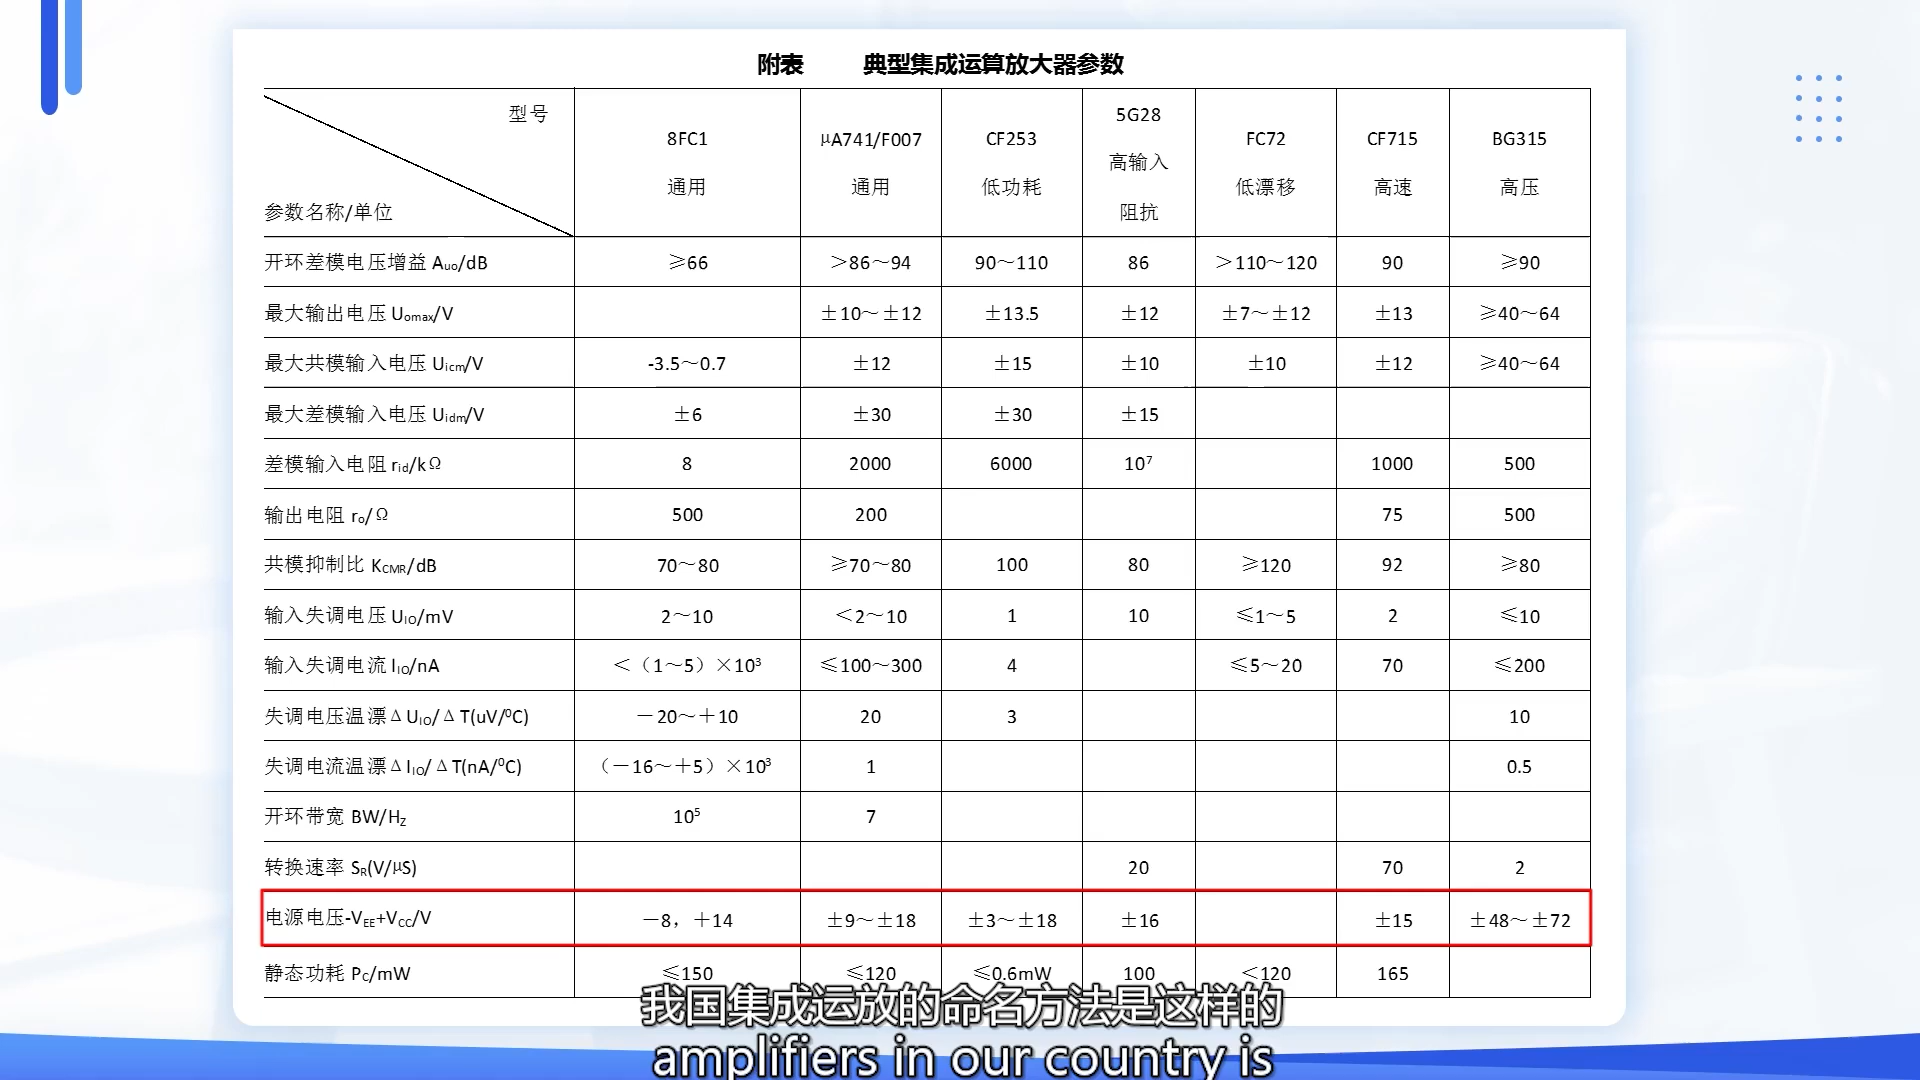 附表 典型集成运算放大器参数
型号 参数名称/单位 8FC1 通用 μA741/F007 通用 CF253 低功耗 5G28 高输入 阻抗 FC72 低漂移 CF715 高速 BG315 高压
开环差模电压增益 Auo/dB ≥66 >86～94 90～110 86 >110～120 90 ≥90
最大输出电压 Uomax/V ±10～±12 ±13.5 ±12 ±7～±12 ±13 ≥40～64
最大共模输入电压 Uicm/V -3.5～0.7 ±12 ±15 ±10 ±10 ±12 ≥40～64
最大差模输入电压 Uidm/V ±6 ±30 ±30 ±15
差模输入电阻 rid/kΩ 8 2000 6000 10⁷ 1000 500
输出电阻 ro/Ω 500 200 75 500
共模抑制比 KCMR/dB 70～80 ≥70～80 100 80 ≥120 92 ≥80
输入失调电压 UIO/mV 2～10 <2～10 1 10 ≤1～5 2 ≤10
输入失调电流 IIO/nA <（1～5）×10³ ≤100～300 4 ≤5～20 70 ≤200
失调电压温漂 ΔUIO/ΔT(uV/⁰C) －20～＋10 20 3 10
失调电流温漂 ΔIIO/ΔT(nA/⁰C) （－16～＋5）×10³ 1 0.5
开环带宽 BW/HZ 10⁵ 7
转换速率 SR(V/μS) 20 70 2
电源电压-VEE+VCC/V －8，＋14 ±9～±18 ±3～±18 ±16 ±15 ±48～±72
静态功耗 PC/mW ≤150 ≤120 ≤0.6mW 100 <120 165
我国集成运放的命名方法是这样的
amplifiers in our country is